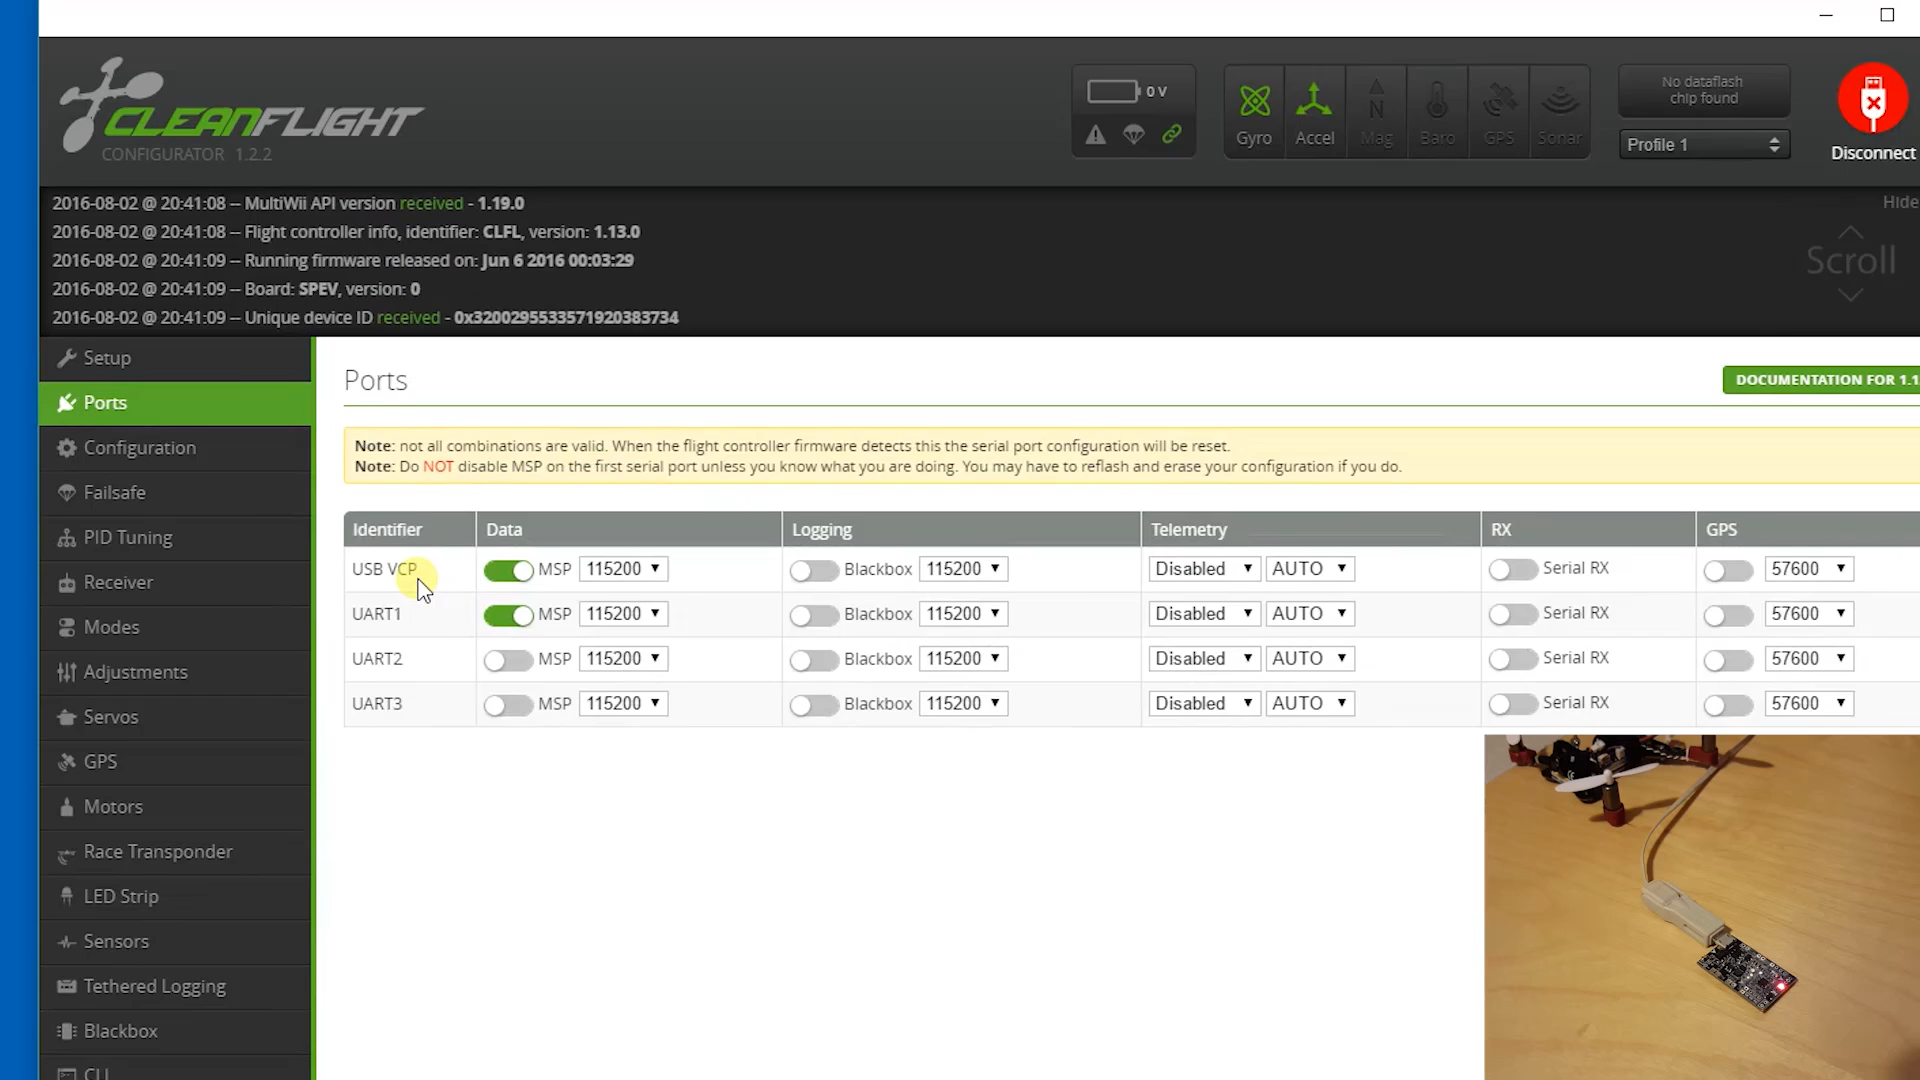 CLEANFLIGHT
CONFIGURATOR 1.2.2
0 V
Gyro
Accel
Mag
Baro
GPS
Sonar
No dataflash
chip found
Profile 1
Disconnect
2016-08-02 @ 20:41:08 -- MultiWii API version received - 1.19.0
2016-08-02 @ 20:41:08 -- Flight controller info, identifier: CLFL, version: 1.13.0
2016-08-02 @ 20:41:09 -- Running firmware released on: Jun 6 2016 00:03:29
2016-08-02 @ 20:41:09 -- Board: SPEV, version: 0
2016-08-02 @ 20:41:09 -- Unique device ID received - 0x3200295533571920383734
Hide
Scroll
Setup
Ports
Configuration
Failsafe
PID Tuning
Receiver
Modes
Adjustments
Servos
GPS
Motors
Race Transponder
LED Strip
Sensors
Tethered Logging
Blackbox
CLI
Ports
DOCUMENTATION FOR 1.1
Note: not all combinations are valid. When the flight controller firmware detects this the serial port configuration will be reset.
Note: Do NOT disable MSP on the first serial port unless you know what you are doing. You may have to reflash and erase your configuration if you do.
Identifier Data Logging Telemetry RX GPS
USB VCP MSP 115200 Blackbox 115200 Disabled AUTO Serial RX 57600
UART1 MSP 115200 Blackbox 115200 Disabled AUTO Serial RX 57600
UART2 MSP 115200 Blackbox 115200 Disabled AUTO Serial RX 57600
UART3 MSP 115200 Blackbox 115200 Disabled AUTO Serial RX 57600